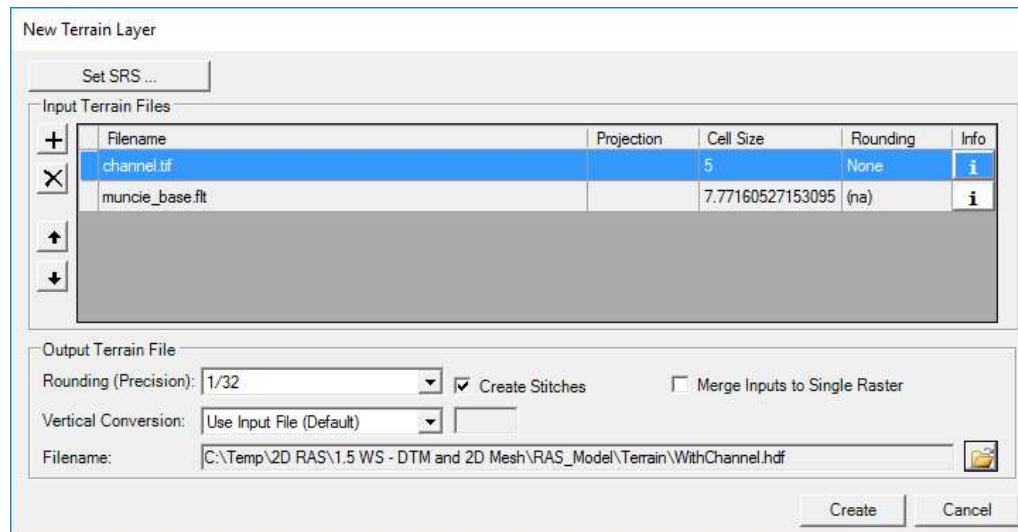 New Terrain Layer
Set SRS ...
Input Terrain Files
Filename Projection Cell Size Rounding Info
channel.tif 5 None i
muncie_base.flt 7.77160527153095 (na) i
Output Terrain File
Rounding (Precision): 1/32 Create Stitches Merge Inputs to Single Raster
Vertical Conversion: Use Input File (Default)
Filename: C:\Temp\2D RAS\1.5 WS - DTM and 2D Mesh\RAS_Model\Terrain\WithChannel.hdf
Create Cancel